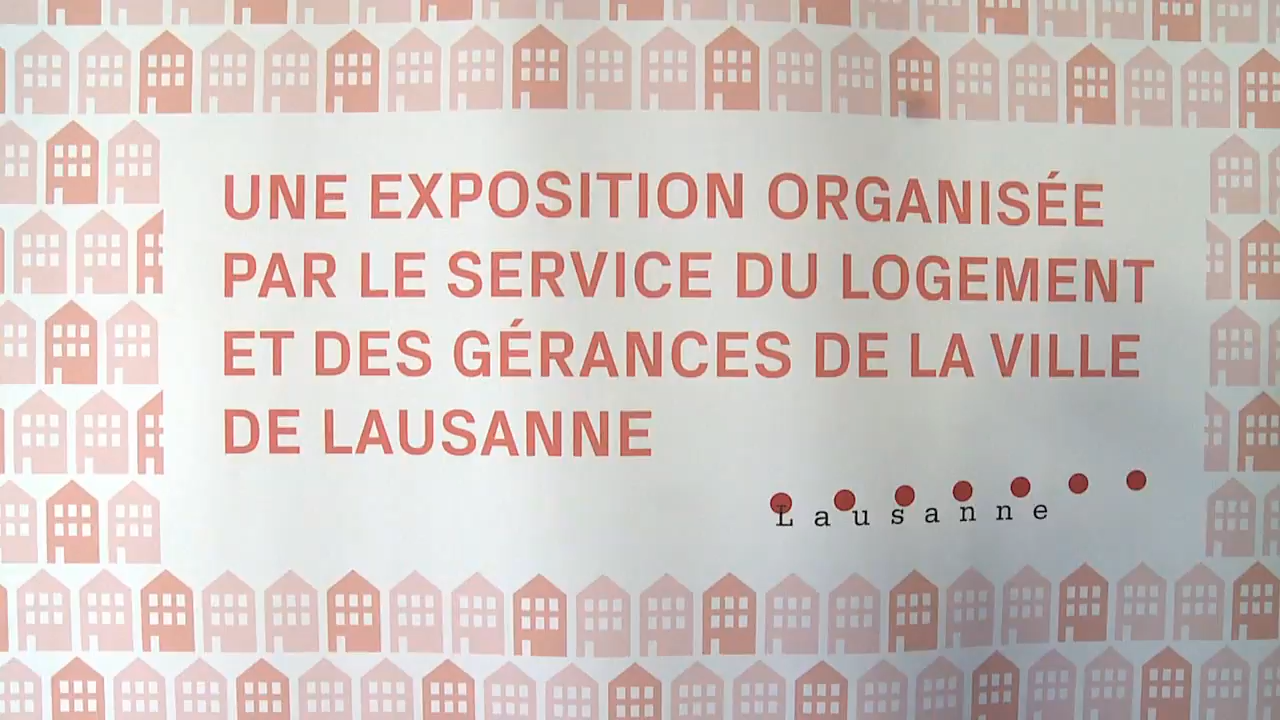 UNE EXPOSITION ORGANISÉE
PAR LE SERVICE DU LOGEMENT
ET DES GÉRANCES DE LA VILLE
DE LAUSANNE
Lausanne